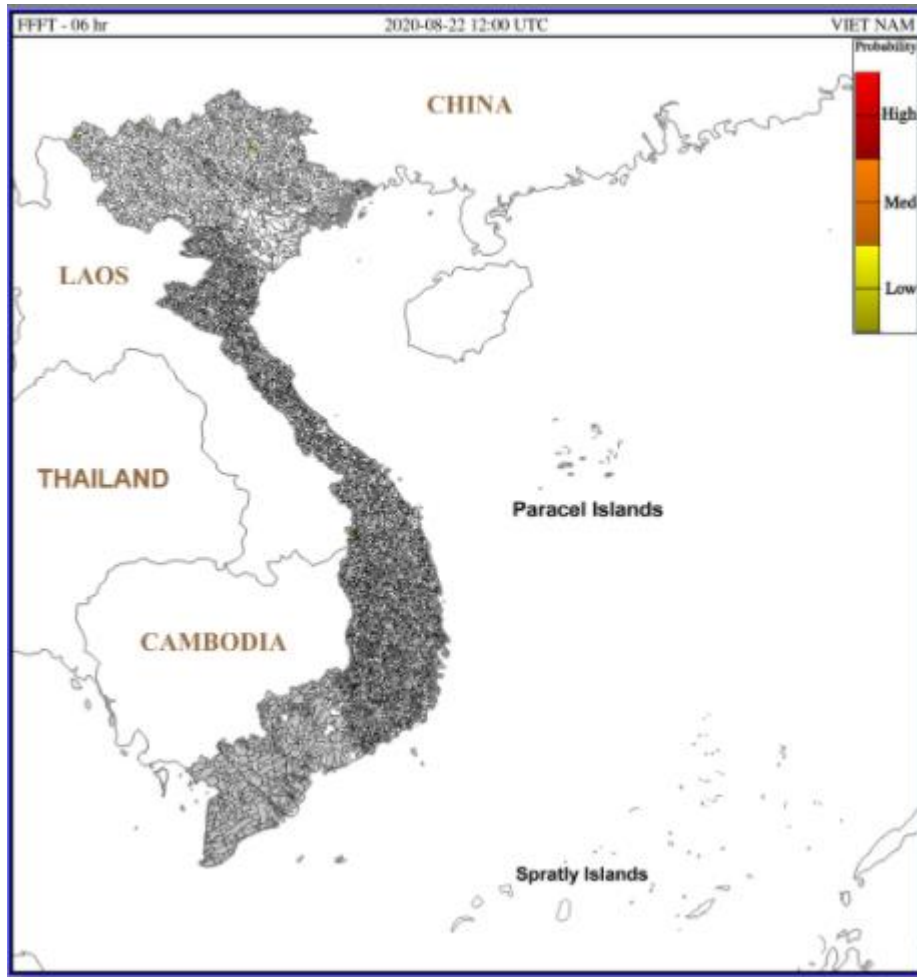 FFFT - 06 hr 2020-08-22 12:00 UTC VIET NAM
Probability
CHINA
High
Med
LAOS
Low
THAILAND
Paracel Islands
CAMBODIA
Spratly Islands